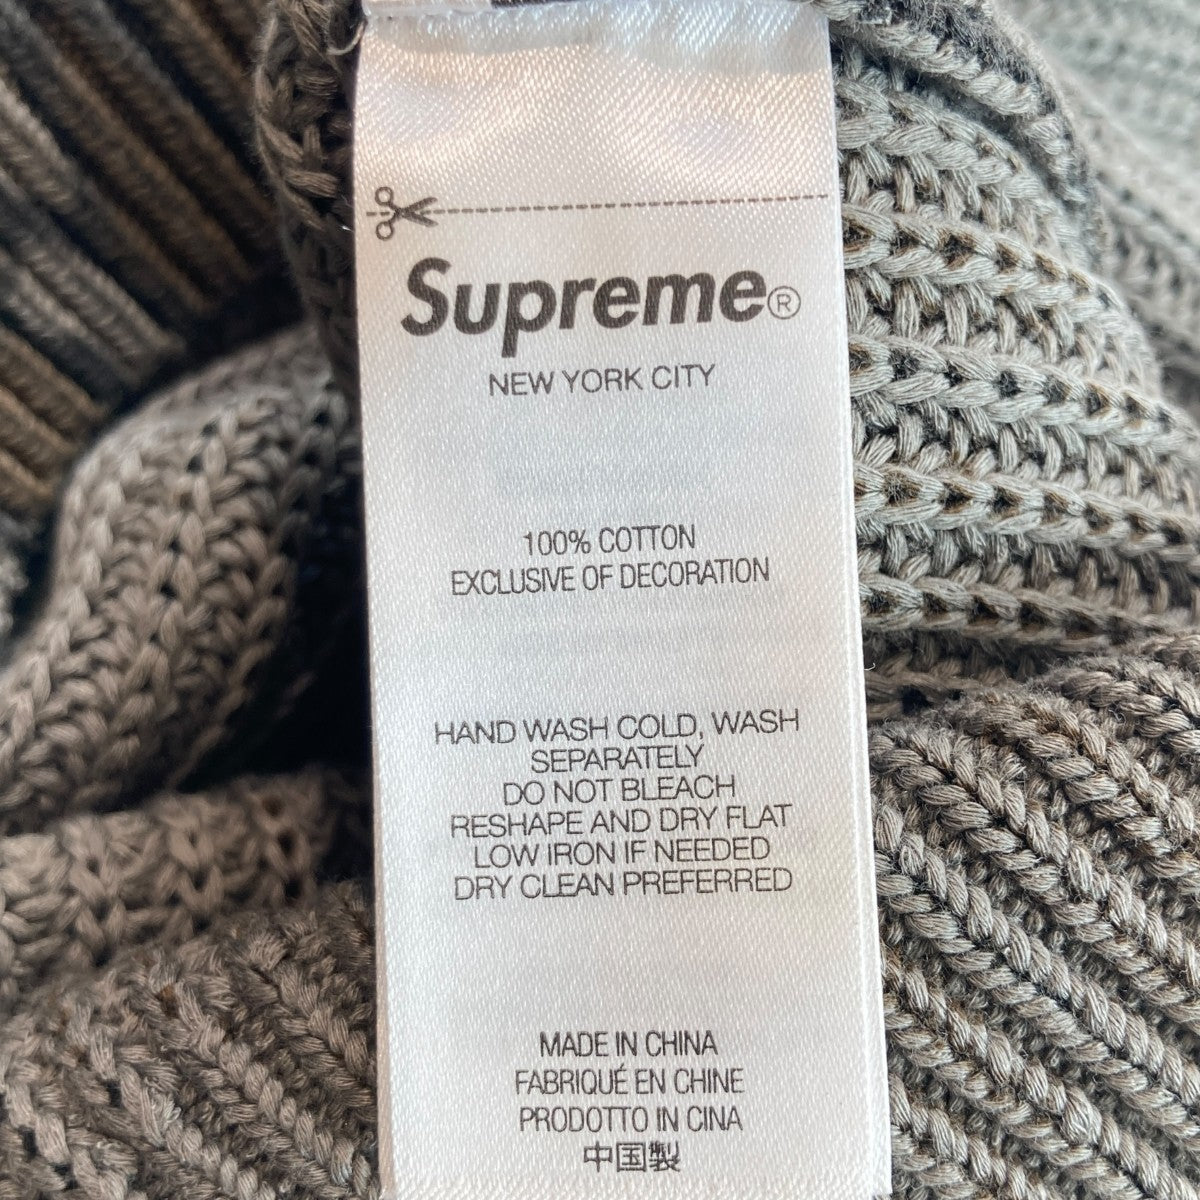 Supreme®
NEW YORK CITY
100% COTTON
EXCLUSIVE OF DECORATION
HAND WASH COLD, WASH
SEPARATELY
DO NOT BLEACH
RESHAPE AND DRY FLAT
LOW IRON IF NEEDED
DRY CLEAN PREFERRED
MADE IN CHINA
FABRIQUÉ EN CHINE
PRODOTTO IN CINA
中国製